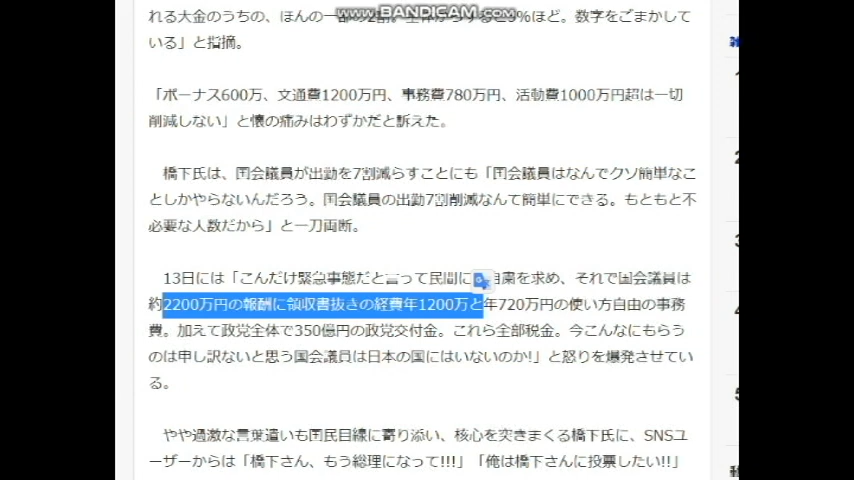 www.BANDICAM.com
れる大金のうちの、ほんの一部の2割。全体からすると5%ほど。数字をごまかして
いる」と指摘。
「ボーナス600万、文通費1200万円、事務費780万円、活動費1000万円超は一切
削減しない」と懐の痛みはわずかだと訴えた。
橋下氏は、国会議員が出勤を7割減らすことにも「国会議員はなんでクソ簡単なこ
としかやらないんだろう。国会議員の出勤7割削減なんて簡単にできる。もともと不
必要な人数だから」と一刀両断。
13日には「こんだけ緊急事態だと言って民間に自粛を求め、それで国会議員は
約2200万円の報酬に領収書抜きの経費年1200万と年720万円の使い方自由の事務
費。加えて政党全体で350億円の政党交付金。これら全部税金。今こんなにもらう
のは申し訳ないと思う国会議員は日本の国にはいないのか!」と怒りを爆発させてい
る。
やや過激な言葉遣いも国民目線に寄り添い、核心を突きまくる橋下氏に、SNSユ
ーザーからは「橋下さん、もう総理になって!!!」「俺は橋下さんに投票したい!!」